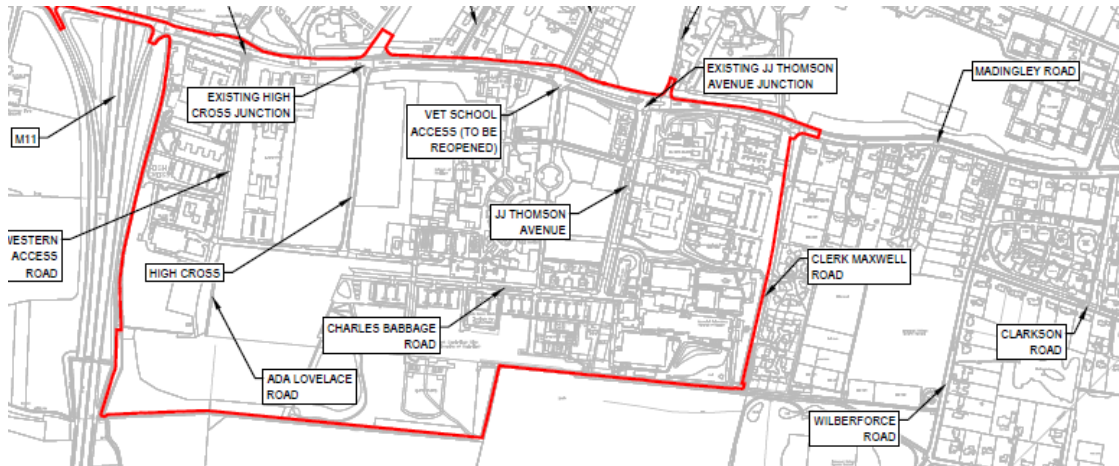 EXISTING HIGH
CROSS JUNCTION
VET SCHOOL
ACCESS (TO BE
REOPENED)
EXISTING JJ THOMSON
AVENUE JUNCTION
MADINGLEY ROAD
M11
JJ THOMSON
AVENUE
WESTERN
ACCESS
ROAD
HIGH CROSS
CLERK MAXWELL
ROAD
CHARLES BABBAGE
ROAD
CLARKSON
ROAD
ADA LOVELACE
ROAD
WILBERFORCE
ROAD